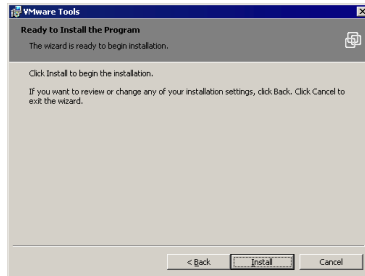 VMware Tools
Ready to Install the Program
The wizard is ready to begin installation.
Click Install to begin the installation.
If you want to review or change any of your installation settings, click Back. Click Cancel to
exit the wizard.
< Back
Install
Cancel